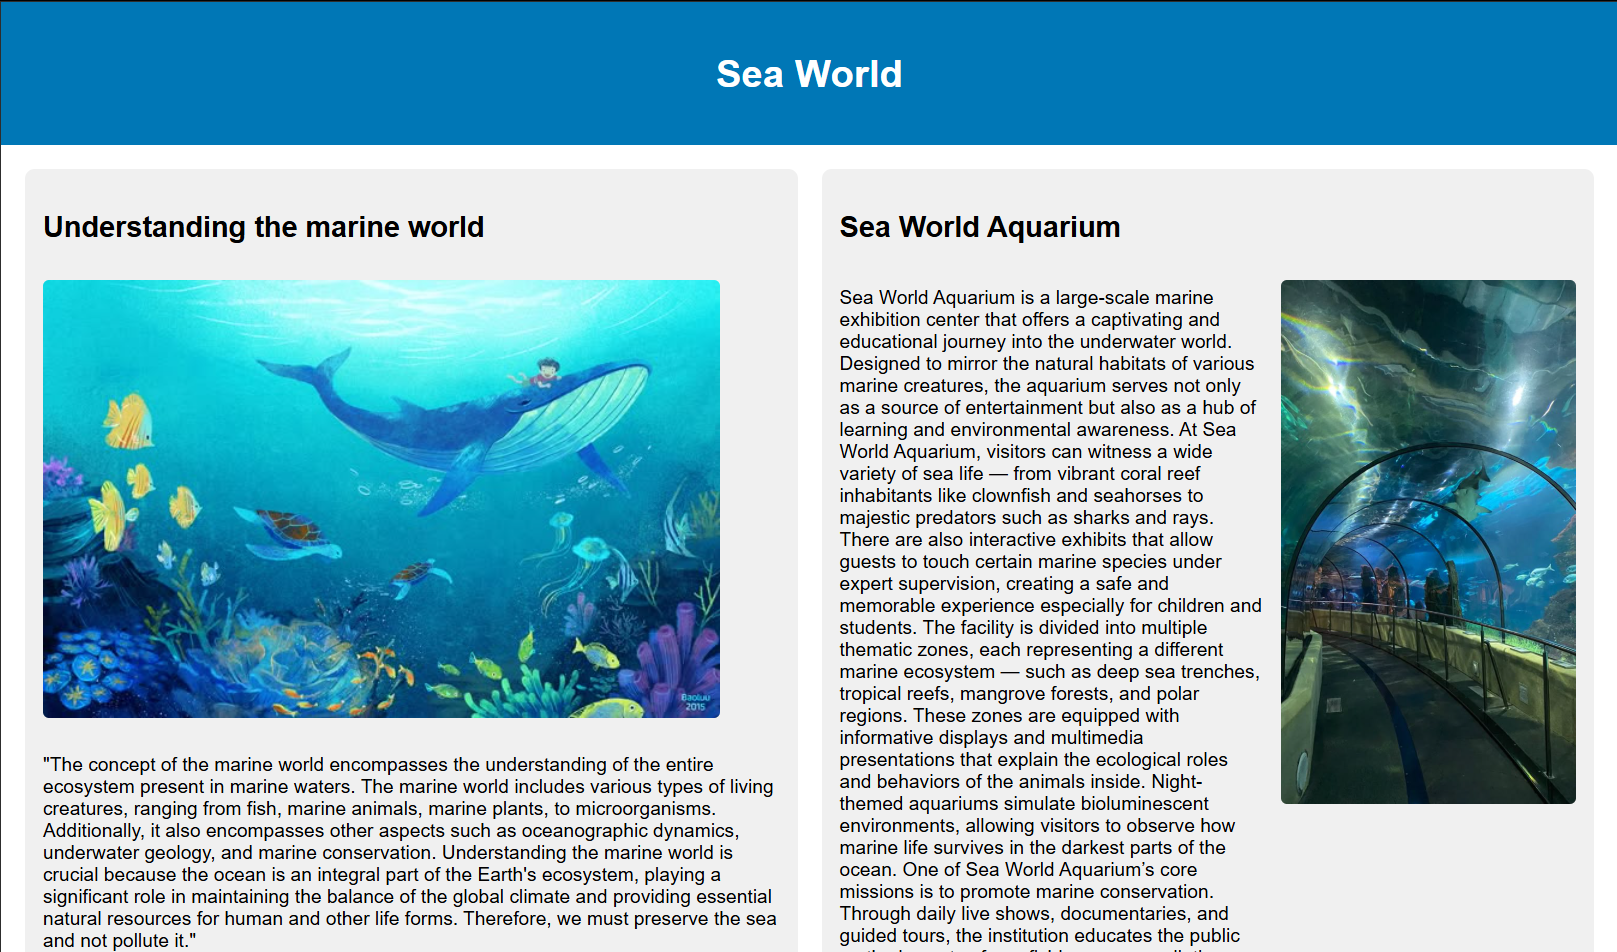 Sea World
Understanding the marine world
Baoluu
2015
"The concept of the marine world encompasses the understanding of the entire
ecosystem present in marine waters. The marine world includes various types of living
creatures, ranging from fish, marine animals, marine plants, to microorganisms.
Additionally, it also encompasses other aspects such as oceanographic dynamics,
underwater geology, and marine conservation. Understanding the marine world is
crucial because the ocean is an integral part of the Earth's ecosystem, playing a
significant role in maintaining the balance of the global climate and providing essential
natural resources for human and other life forms. Therefore, we must preserve the sea
and not pollute it."
Sea World Aquarium
Sea World Aquarium is a large-scale marine
exhibition center that offers a captivating and
educational journey into the underwater world.
Designed to mirror the natural habitats of various
marine creatures, the aquarium serves not only
as a source of entertainment but also as a hub of
learning and environmental awareness. At Sea
World Aquarium, visitors can witness a wide
variety of sea life — from vibrant coral reef
inhabitants like clownfish and seahorses to
majestic predators such as sharks and rays.
There are also interactive exhibits that allow
guests to touch certain marine species under
expert supervision, creating a safe and
memorable experience especially for children and
students. The facility is divided into multiple
thematic zones, each representing a different
marine ecosystem — such as deep sea trenches,
tropical reefs, mangrove forests, and polar
regions. These zones are equipped with
informative displays and multimedia
presentations that explain the ecological roles
and behaviors of the animals inside. Night-
themed aquariums simulate bioluminescent
environments, allowing visitors to observe how
marine life survives in the darkest parts of the
ocean. One of Sea World Aquarium’s core
missions is to promote marine conservation.
Through daily live shows, documentaries, and
guided tours, the institution educates the public